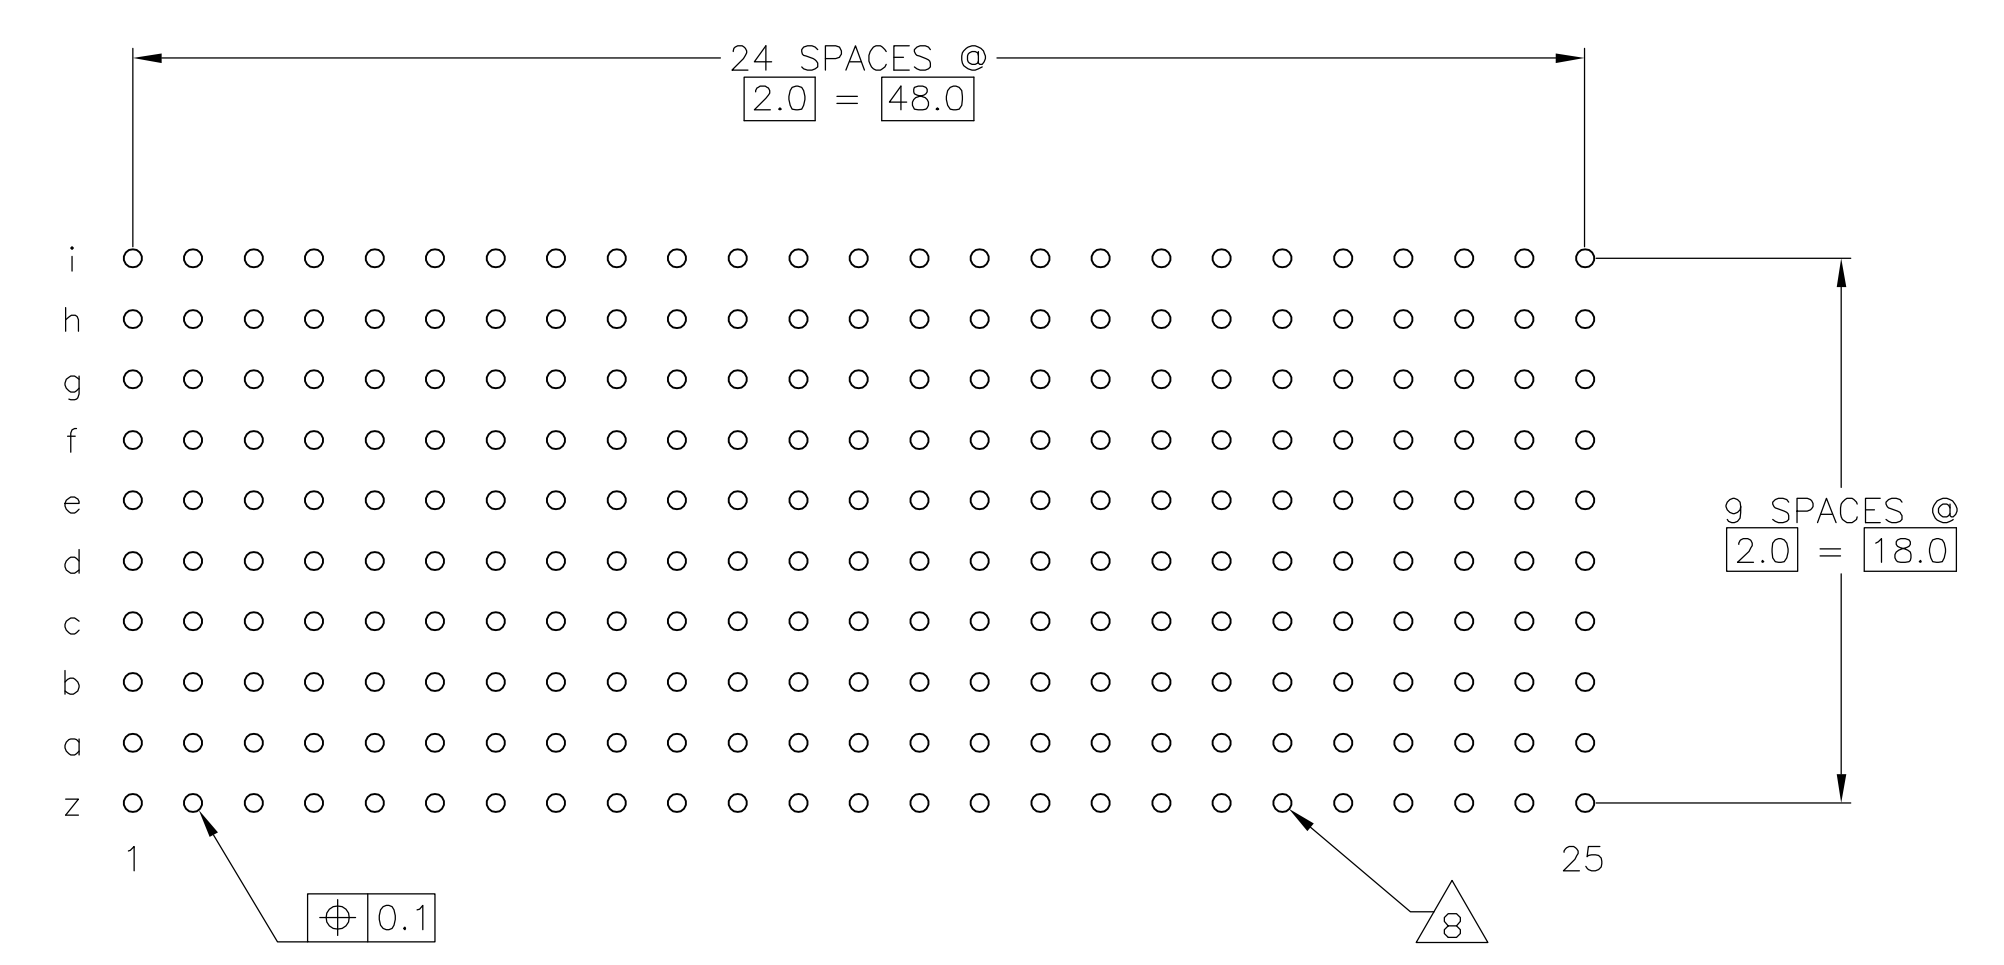 24 SPACES @
2.0 = 48.0
i
h
g
f
e
9 SPACES @
2.0 = 18.0
d
c
b
a
z
1
25
⌖ 0.1
8